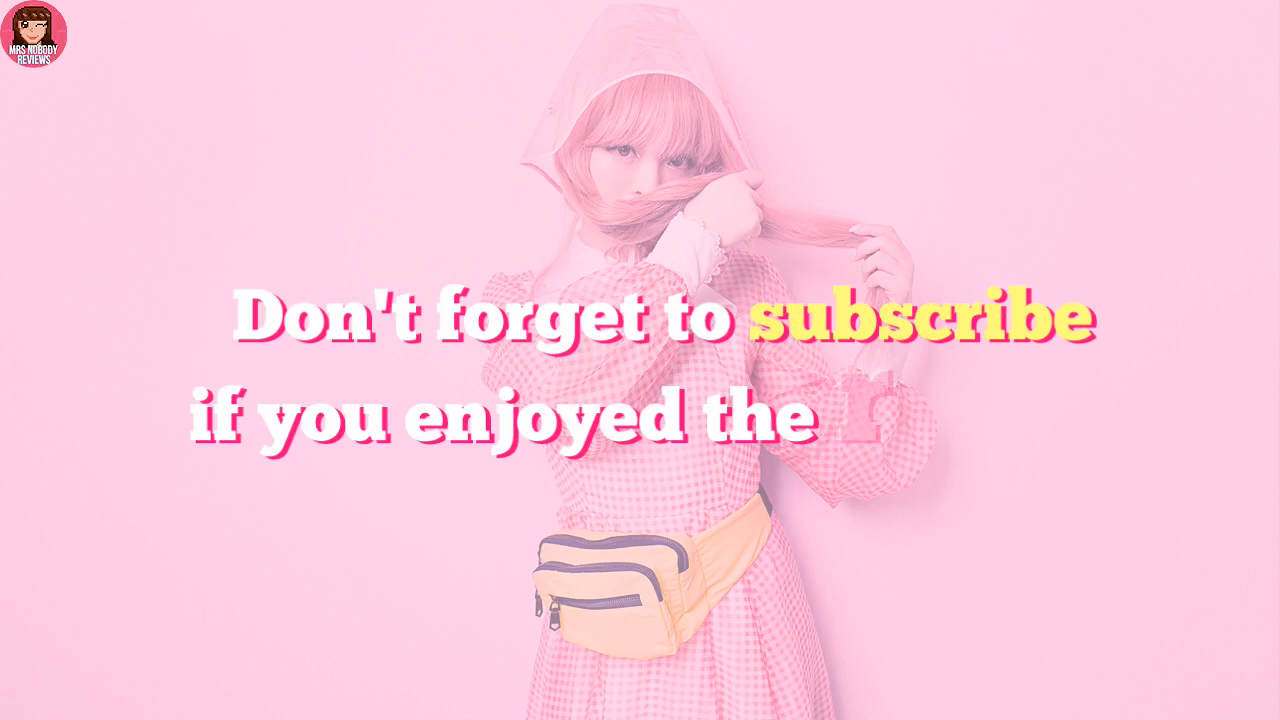 MRS NOBODY
REVIEWS
Don't forget to subscribe
if you enjoyed the